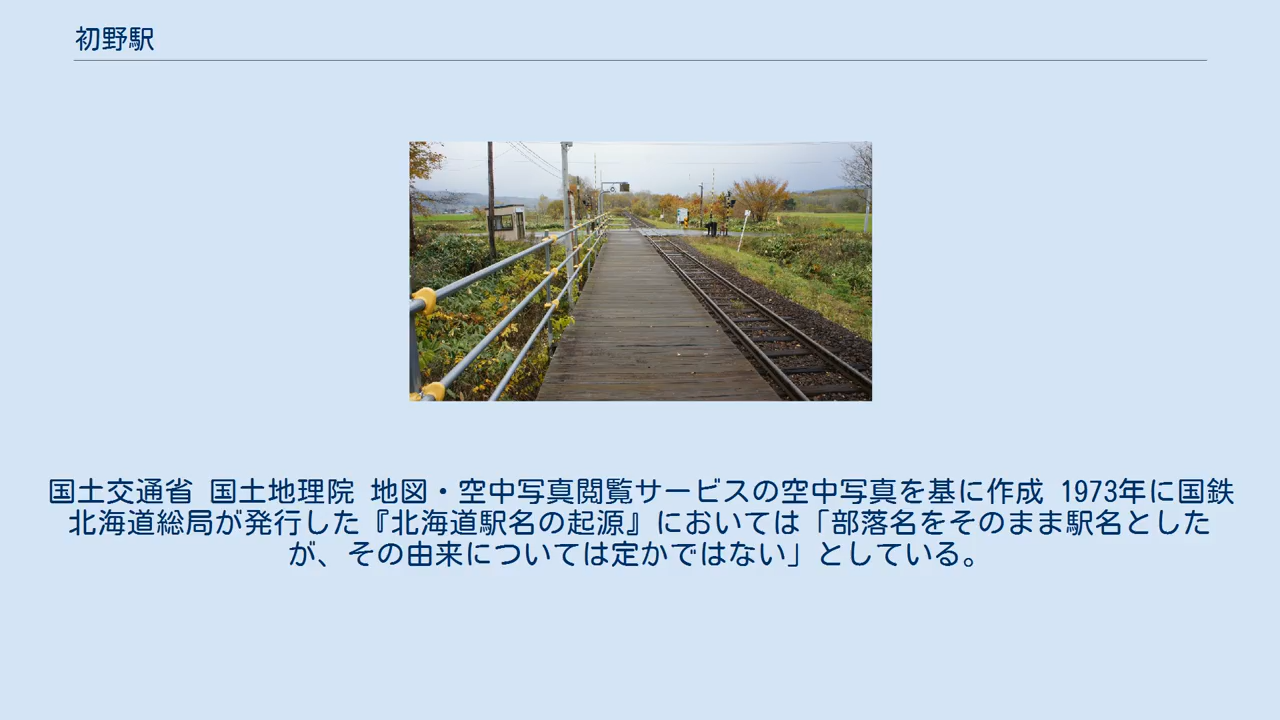 初野駅
国土交通省 国土地理院 地図・空中写真閲覧サービスの空中写真を基に作成 1973年に国鉄
北海道総局が発行した『北海道駅名の起源』においては「部落名をそのまま駅名とした
が、その由来については定かではない」としている。